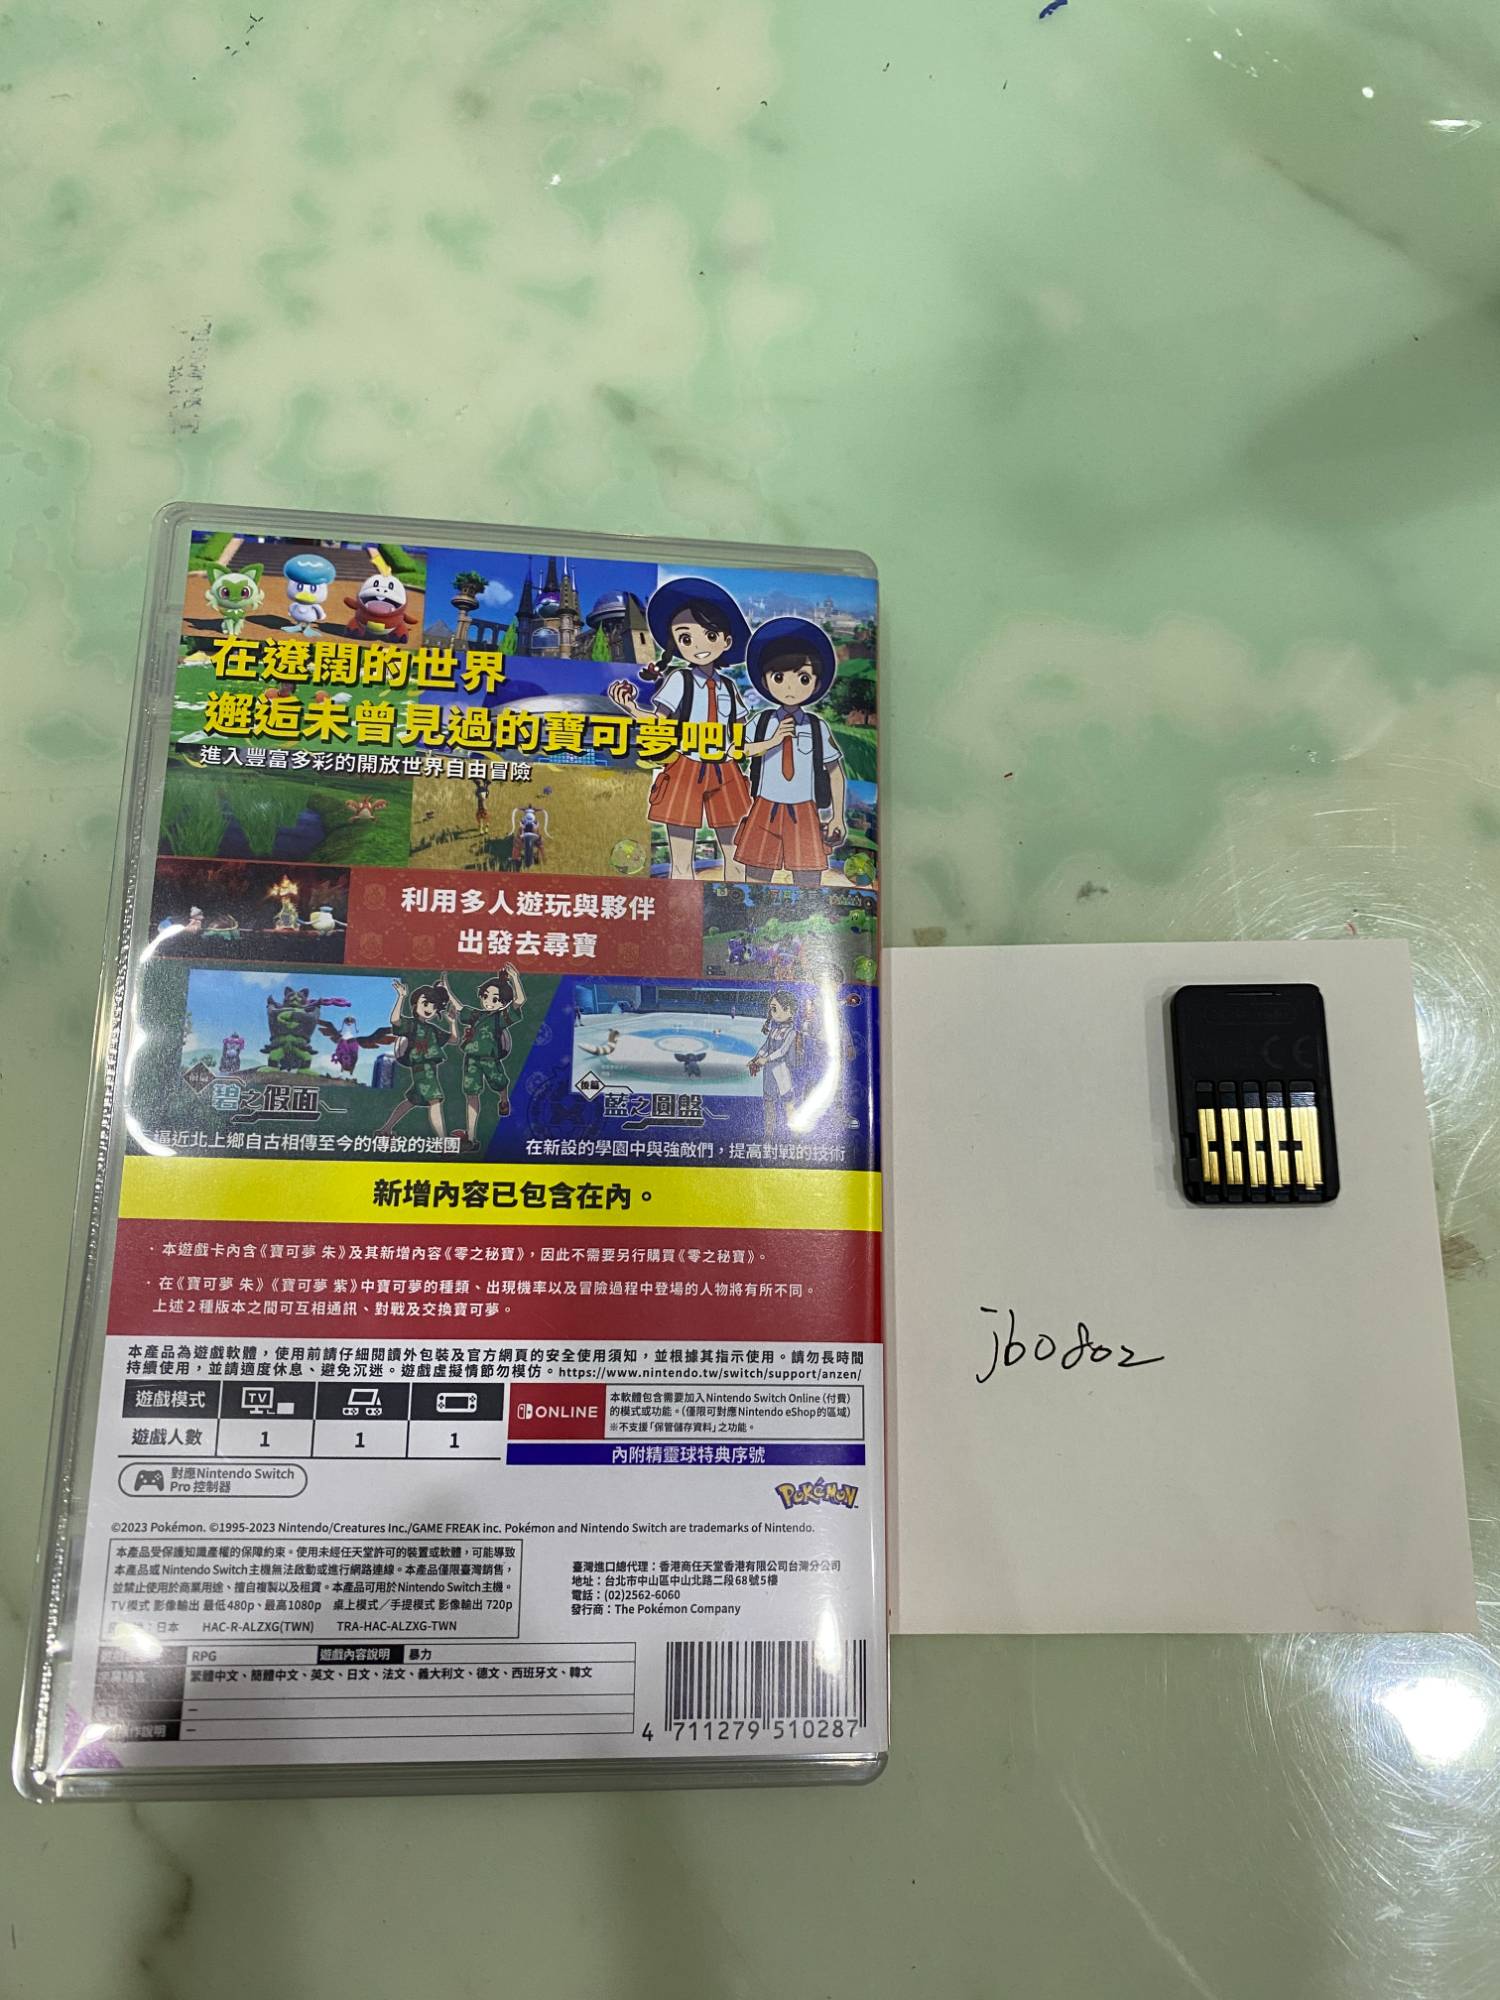 在遼闊的世界
邂逅未曾見過的寶可夢吧!
進入豐富多彩的開放世界自由冒險
利用多人遊玩與夥伴
出發去尋寶
碧之假面
後篇
藍之圓盤
逼近北上鄉自古相傳至今的傳說的迷團
在新設的學園中與強敵們，提高對戰的技術
新增內容已包含在內。
・本遊戲卡內含《寶可夢 朱》及其新增內容《零之秘寶》，因此不需要另行購買《零之秘寶》。
・在《寶可夢 朱》《寶可夢 紫》中寶可夢的種類、出現機率以及冒險過程中登場的人物將有所不同。
上述2種版本之間可互相通訊、對戰及交換寶可夢。
本產品為遊戲軟體，使用前請仔細閱讀外包裝及官方網頁的安全使用須知，並根據其指示使用。請勿長時間
持續使用，並請適度休息、避免沉迷。遊戲虛擬情節勿模仿。https://www.nintendo.tw/switch/support/anzen/
遊戲模式 TV
遊戲人數 1 1 1
ONLINE
本軟體包含需要加入Nintendo Switch Online（付費）
的模式或功能。（僅限可對應Nintendo eShop的區域）
※不支援「保管儲存資料」之功能。
內附精靈球特典序號
對應Nintendo Switch
Pro 控制器
POKéMON
©2023 Pokémon. ©1995-2023 Nintendo/Creatures Inc./GAME FREAK inc. Pokémon and Nintendo Switch are trademarks of Nintendo.
本產品受保護知識產權的保障約束。使用未經任天堂許可的裝置或軟體，可能導致
本產品或 Nintendo Switch主機無法啟動或進行網路連線。本產品僅限臺灣銷售，
並禁止使用於商業用途、擅自複製以及租賃。本產品可用於Nintendo Switch主機。
TV模式 影像輸出 最低480p、最高1080p 桌上模式／手提模式 影像輸出 720p
：日本 HAC-R-ALZXG(TWN) TRA-HAC-ALZXG-TWN
臺灣進口總代理：香港商任天堂香港有限公司台灣分公司
地址：台北市中山區中山北路二段68號5樓
電話：(02)2562-6060
發行商：The Pokémon Company
RPG 遊戲內容說明 暴力
繁體中文、簡體中文、英文、日文、法文、義大利文、德文、西班牙文、韓文
–
–
4 711279 510287
CE
jb0802